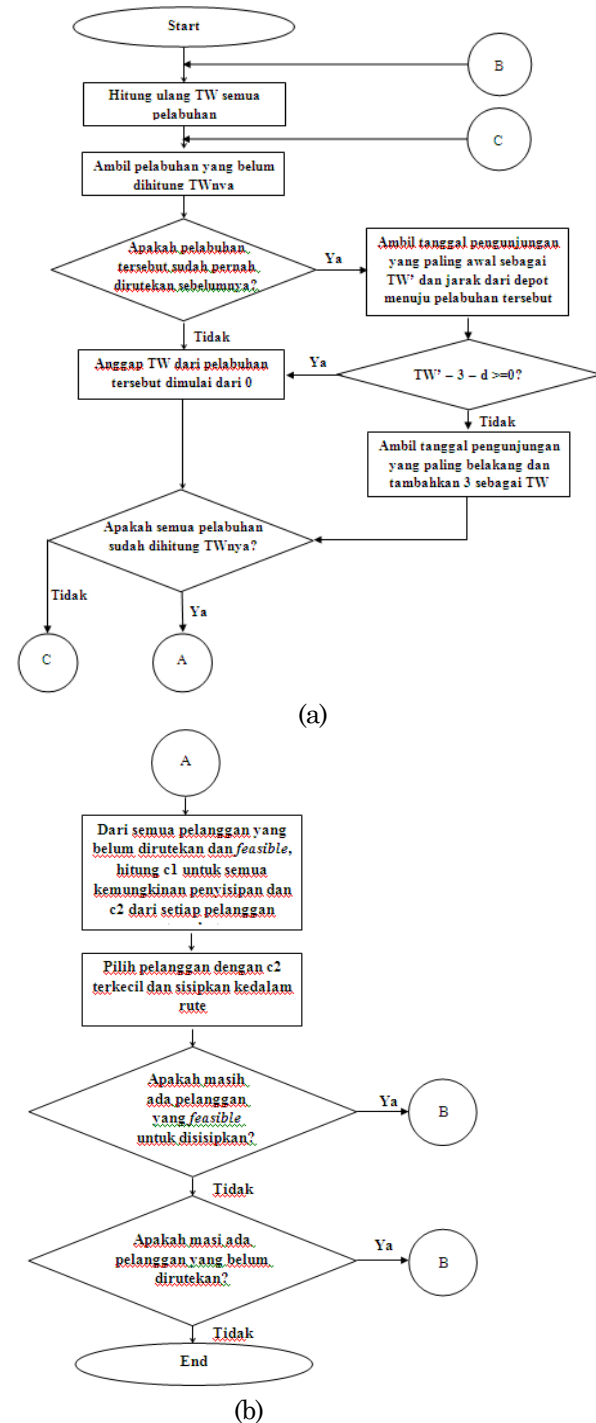 Start
B
Hitung ulang TW semua
pelabuhan
C
Ambil pelabuhan yang belum
dihitung TWnya
Apakah pelabuhan
tersebut sudah pernah
dirutekan sebelumnya?
Ya
Ambil tanggal pengunjungan
yang paling awal sebagai
TW’ dan jarak dari depot
menuju pelabuhan tersebut
Tidak
Anggap TW dari pelabuhan
tersebut dimulai dari 0
Ya
TW’ – 3 – d >=0?
Tidak
Ambil tanggal pengunjungan
yang paling belakang dan
tambahkan 3 sebagai TW
Apakah semua pelabuhan
sudah dihitung TWnya?
Tidak
Ya
C
A
(a)
A
Dari semua pelanggan yang
belum dirutekan dan feasible,
hitung c1 untuk semua
kemungkinan penyisipan dan
c2 dari setiap pelanggan
Pilih pelanggan dengan c2
terkecil dan sisipkan kedalam
rute
Apakah masih
ada pelanggan
yang feasible
untuk disisipkan?
Ya
B
Tidak
Apakah masi ada
pelanggan yang belum
dirutekan?
Ya
B
Tidak
End
(b)